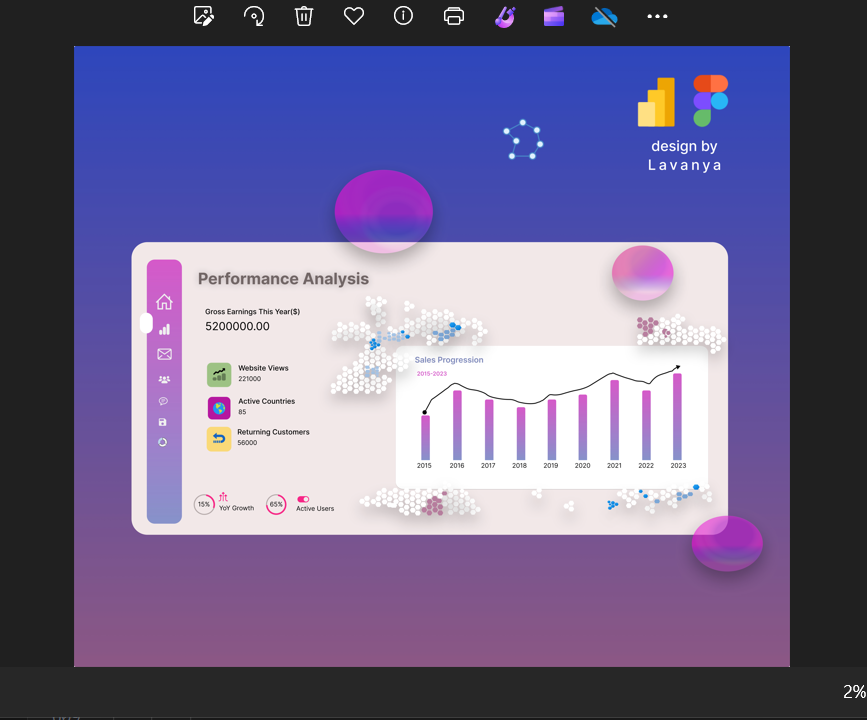 design by
Lavanya
Performance Analysis
Gross Earnings This Year($)
5200000.00
Website Views
221000
Active Countries
85
Returning Customers
56000
15%
YoY Growth
65%
Active Users
Sales Progression
2015-2023
2015 2016 2017 2018 2019 2020 2021 2022 2023
2%